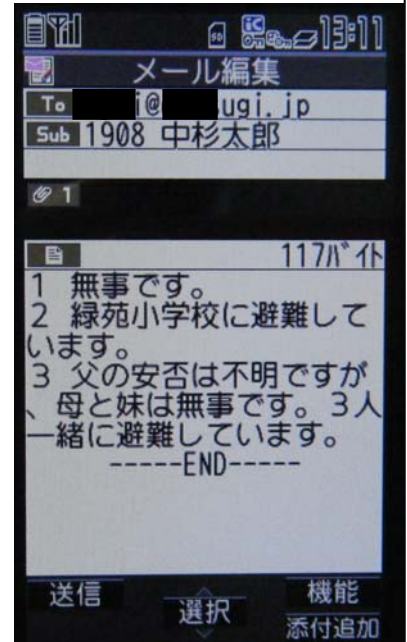 13:11
メール編集
To i@ ugi.jp
Sub 1908 中杉太郎
1
117バイト
1 無事です。
2 緑苑小学校に避難して
います。
3 父の安否は不明ですが
、母と妹は無事です。3人
一緒に避難しています。
-----END-----
送信
選択
機能
添付追加